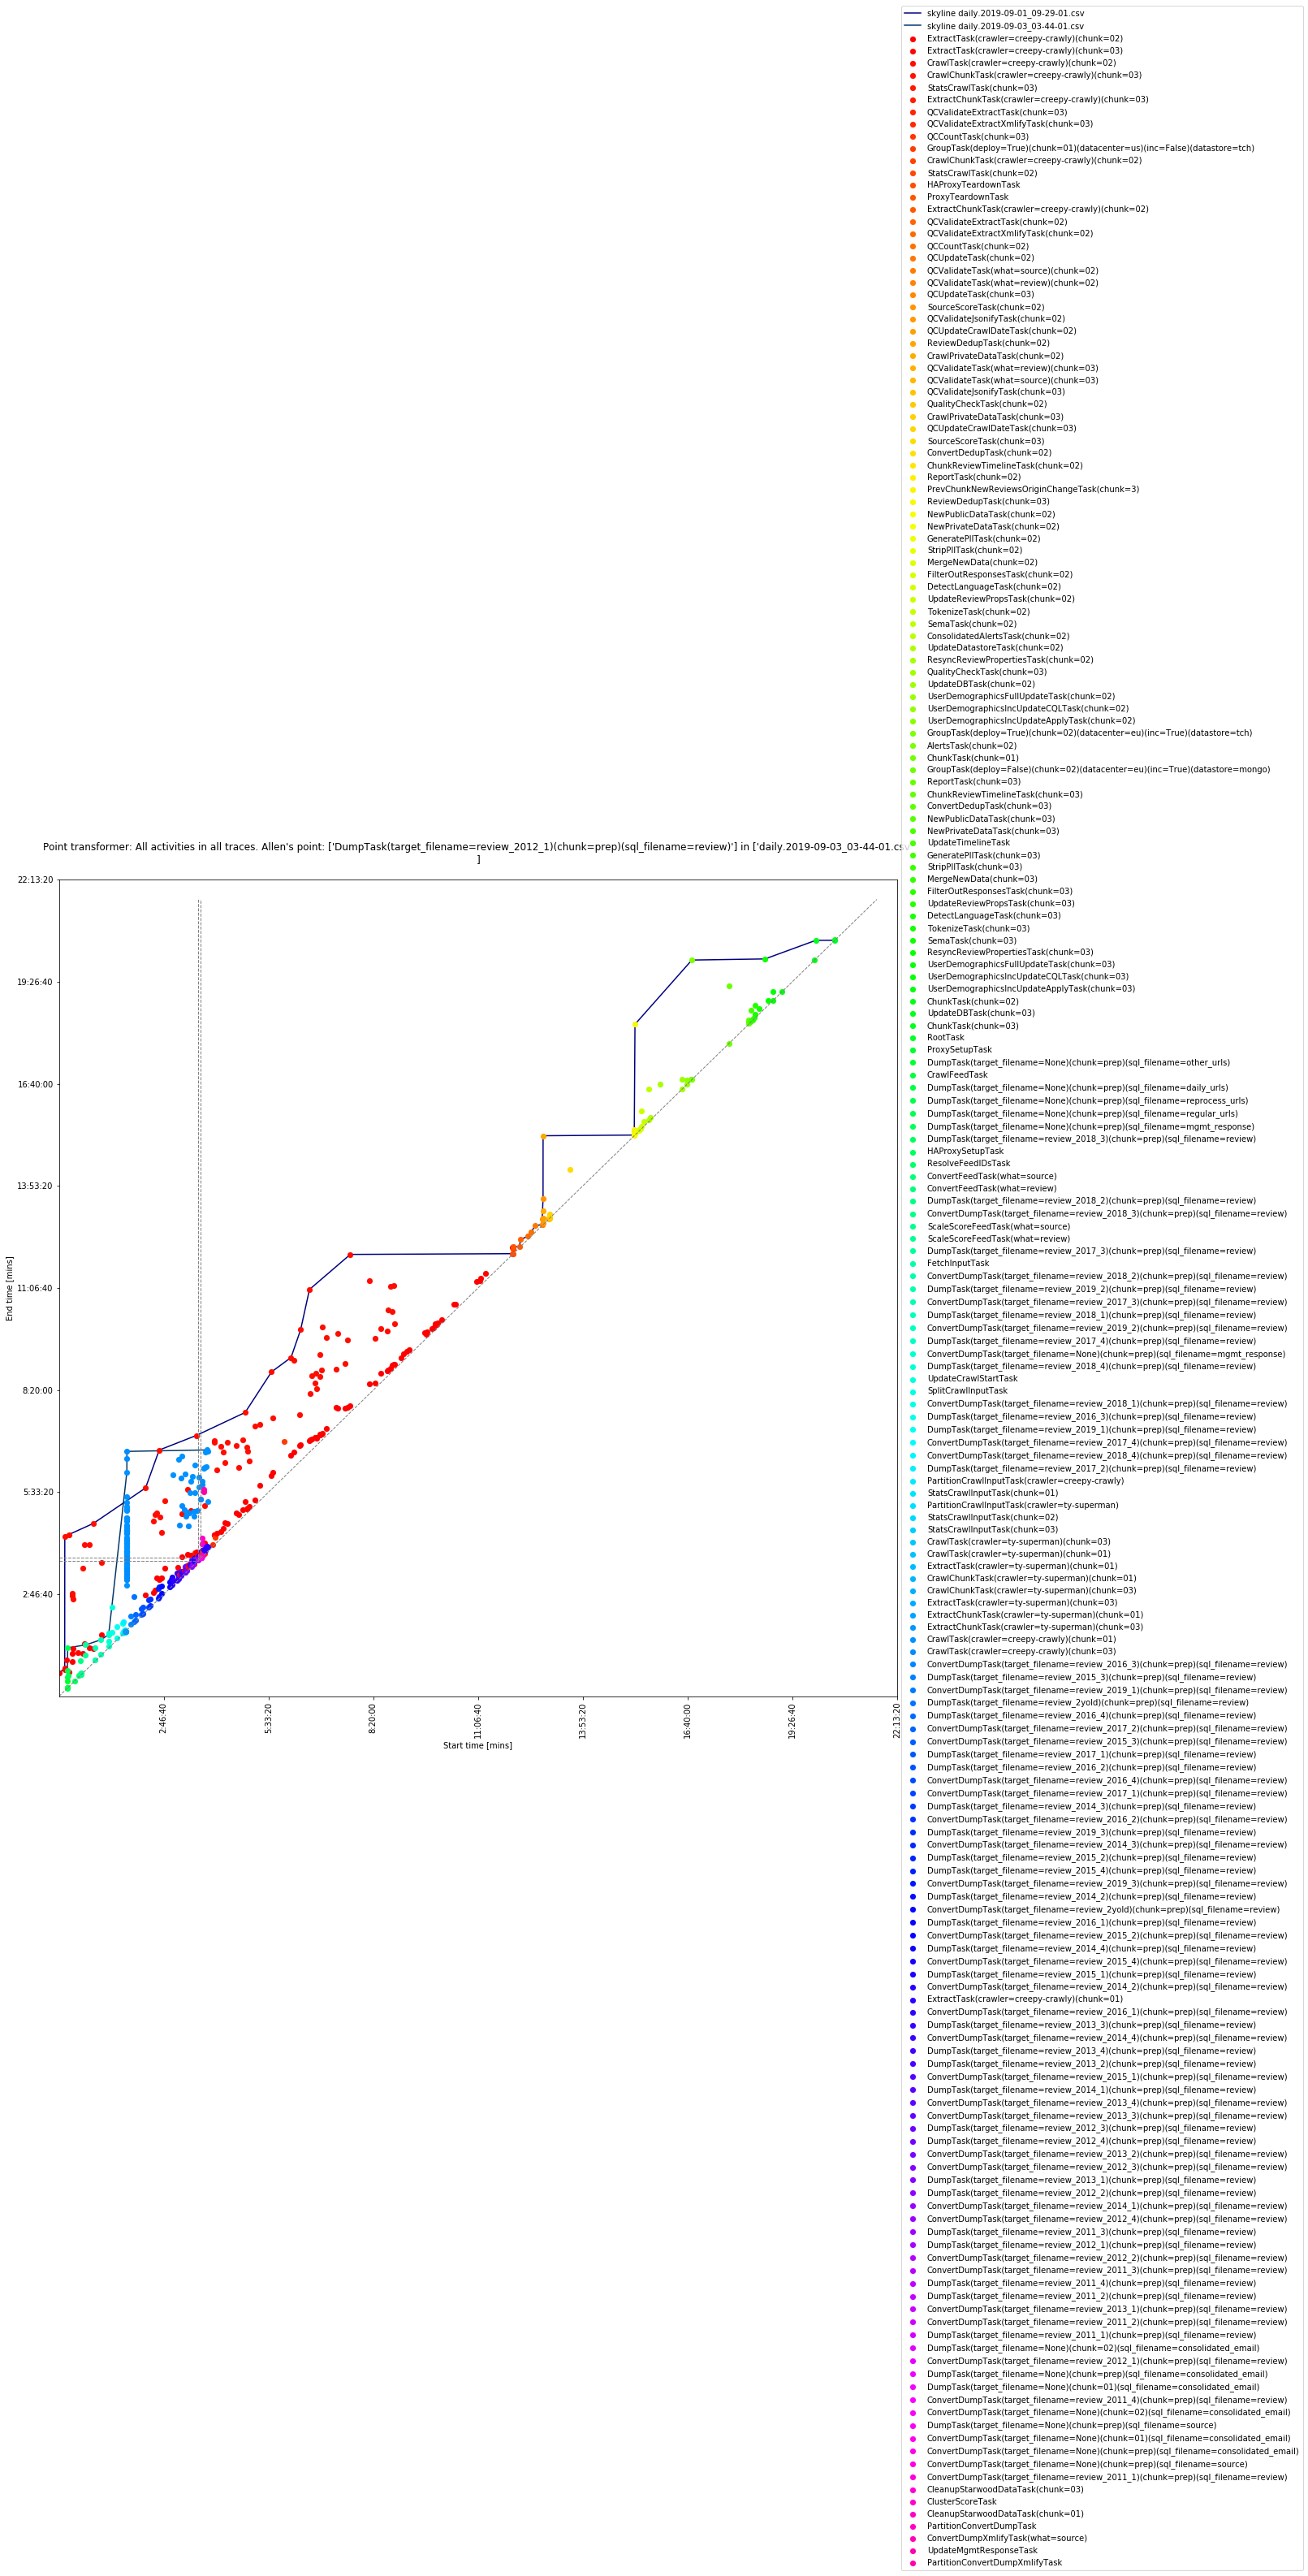 skyline daily.2019-09-01_09-29-01.csv
skyline daily.2019-09-03_03-44-01.csv
ExtractTask(crawler=creepy-crawly)(chunk=02)
ExtractTask(crawler=creepy-crawly)(chunk=03)
CrawlTask(crawler=creepy-crawly)(chunk=02)
CrawlChunkTask(crawler=creepy-crawly)(chunk=03)
StatsCrawlTask(chunk=03)
ExtractChunkTask(crawler=creepy-crawly)(chunk=03)
QCValidateExtractTask(chunk=03)
QCValidateExtractXmlifyTask(chunk=03)
QCCountTask(chunk=03)
GroupTask(deploy=True)(chunk=01)(datacenter=us)(inc=False)(datastore=tch)
CrawlChunkTask(crawler=creepy-crawly)(chunk=02)
StatsCrawlTask(chunk=02)
HAProxyTeardownTask
ProxyTeardownTask
ExtractChunkTask(crawler=creepy-crawly)(chunk=02)
QCValidateExtractTask(chunk=02)
QCValidateExtractXmlifyTask(chunk=02)
QCCountTask(chunk=02)
QCUpdateTask(chunk=02)
QCValidateTask(what=source)(chunk=02)
QCValidateTask(what=review)(chunk=02)
QCUpdateTask(chunk=03)
SourceScoreTask(chunk=02)
QCValidateJsonifyTask(chunk=02)
QCUpdateCrawlDateTask(chunk=02)
ReviewDedupTask(chunk=02)
CrawlPrivateDataTask(chunk=02)
QCValidateTask(what=review)(chunk=03)
QCValidateTask(what=source)(chunk=03)
QCValidateJsonifyTask(chunk=03)
QualityCheckTask(chunk=02)
CrawlPrivateDataTask(chunk=03)
QCUpdateCrawlDateTask(chunk=03)
SourceScoreTask(chunk=03)
ConvertDedupTask(chunk=02)
ChunkReviewTimelineTask(chunk=02)
ReportTask(chunk=02)
PrevChunkNewReviewsOriginChangeTask(chunk=3)
ReviewDedupTask(chunk=03)
NewPublicDataTask(chunk=02)
NewPrivateDataTask(chunk=02)
GeneratePIITask(chunk=02)
StripPIITask(chunk=02)
MergeNewData(chunk=02)
FilterOutResponsesTask(chunk=02)
DetectLanguageTask(chunk=02)
UpdateReviewPropsTask(chunk=02)
TokenizeTask(chunk=02)
SemaTask(chunk=02)
ConsolidatedAlertsTask(chunk=02)
UpdateDatastoreTask(chunk=02)
ResyncReviewPropertiesTask(chunk=02)
QualityCheckTask(chunk=03)
UpdateDBTask(chunk=02)
UserDemographicsFullUpdateTask(chunk=02)
UserDemographicsIncUpdateCQLTask(chunk=02)
UserDemographicsIncUpdateApplyTask(chunk=02)
GroupTask(deploy=True)(chunk=02)(datacenter=eu)(inc=True)(datastore=tch)
AlertsTask(chunk=02)
ChunkTask(chunk=01)
GroupTask(deploy=False)(chunk=02)(datacenter=eu)(inc=True)(datastore=mongo)
ReportTask(chunk=03)
ChunkReviewTimelineTask(chunk=03)
ConvertDedupTask(chunk=03)
NewPublicDataTask(chunk=03)
NewPrivateDataTask(chunk=03)
UpdateTimelineTask
GeneratePIITask(chunk=03)
StripPIITask(chunk=03)
MergeNewData(chunk=03)
FilterOutResponsesTask(chunk=03)
UpdateReviewPropsTask(chunk=03)
DetectLanguageTask(chunk=03)
TokenizeTask(chunk=03)
SemaTask(chunk=03)
ResyncReviewPropertiesTask(chunk=03)
UserDemographicsFullUpdateTask(chunk=03)
UserDemographicsIncUpdateCQLTask(chunk=03)
UserDemographicsIncUpdateApplyTask(chunk=03)
ChunkTask(chunk=02)
UpdateDBTask(chunk=03)
ChunkTask(chunk=03)
RootTask
ProxySetupTask
DumpTask(target_filename=None)(chunk=prep)(sql_filename=other_urls)
CrawlFeedTask
DumpTask(target_filename=None)(chunk=prep)(sql_filename=daily_urls)
DumpTask(target_filename=None)(chunk=prep)(sql_filename=reprocess_urls)
DumpTask(target_filename=None)(chunk=prep)(sql_filename=regular_urls)
DumpTask(target_filename=None)(chunk=prep)(sql_filename=mgmt_response)
DumpTask(target_filename=review_2018_3)(chunk=prep)(sql_filename=review)
HAProxySetupTask
ResolveFeedIDsTask
ConvertFeedTask(what=source)
ConvertFeedTask(what=review)
DumpTask(target_filename=review_2018_2)(chunk=prep)(sql_filename=review)
ConvertDumpTask(target_filename=review_2018_3)(chunk=prep)(sql_filename=review)
ScaleScoreFeedTask(what=source)
ScaleScoreFeedTask(what=review)
DumpTask(target_filename=review_2017_3)(chunk=prep)(sql_filename=review)
FetchInputTask
ConvertDumpTask(target_filename=review_2018_2)(chunk=prep)(sql_filename=review)
DumpTask(target_filename=review_2019_2)(chunk=prep)(sql_filename=review)
ConvertDumpTask(target_filename=review_2017_3)(chunk=prep)(sql_filename=review)
DumpTask(target_filename=review_2018_1)(chunk=prep)(sql_filename=review)
ConvertDumpTask(target_filename=review_2019_2)(chunk=prep)(sql_filename=review)
DumpTask(target_filename=review_2017_4)(chunk=prep)(sql_filename=review)
ConvertDumpTask(target_filename=None)(chunk=prep)(sql_filename=mgmt_response)
DumpTask(target_filename=review_2018_4)(chunk=prep)(sql_filename=review)
UpdateCrawlStartTask
SplitCrawlInputTask
ConvertDumpTask(target_filename=review_2018_1)(chunk=prep)(sql_filename=review)
DumpTask(target_filename=review_2016_3)(chunk=prep)(sql_filename=review)
DumpTask(target_filename=review_2019_1)(chunk=prep)(sql_filename=review)
ConvertDumpTask(target_filename=review_2017_4)(chunk=prep)(sql_filename=review)
ConvertDumpTask(target_filename=review_2018_4)(chunk=prep)(sql_filename=review)
DumpTask(target_filename=review_2017_2)(chunk=prep)(sql_filename=review)
PartitionCrawlInputTask(crawler=creepy-crawly)
StatsCrawlInputTask(chunk=01)
PartitionCrawlInputTask(crawler=ty-superman)
StatsCrawlInputTask(chunk=02)
StatsCrawlInputTask(chunk=03)
CrawlTask(crawler=ty-superman)(chunk=03)
CrawlTask(crawler=ty-superman)(chunk=01)
ExtractTask(crawler=ty-superman)(chunk=01)
CrawlChunkTask(crawler=ty-superman)(chunk=01)
CrawlChunkTask(crawler=ty-superman)(chunk=03)
ExtractTask(crawler=ty-superman)(chunk=03)
ExtractChunkTask(crawler=ty-superman)(chunk=01)
ExtractChunkTask(crawler=ty-superman)(chunk=03)
CrawlTask(crawler=creepy-crawly)(chunk=01)
CrawlTask(crawler=creepy-crawly)(chunk=03)
ConvertDumpTask(target_filename=review_2016_3)(chunk=prep)(sql_filename=review)
DumpTask(target_filename=review_2015_3)(chunk=prep)(sql_filename=review)
ConvertDumpTask(target_filename=review_2019_1)(chunk=prep)(sql_filename=review)
DumpTask(target_filename=review_2yold)(chunk=prep)(sql_filename=review)
DumpTask(target_filename=review_2016_4)(chunk=prep)(sql_filename=review)
ConvertDumpTask(target_filename=review_2017_2)(chunk=prep)(sql_filename=review)
ConvertDumpTask(target_filename=review_2015_3)(chunk=prep)(sql_filename=review)
DumpTask(target_filename=review_2017_1)(chunk=prep)(sql_filename=review)
DumpTask(target_filename=review_2016_2)(chunk=prep)(sql_filename=review)
ConvertDumpTask(target_filename=review_2016_4)(chunk=prep)(sql_filename=review)
ConvertDumpTask(target_filename=review_2017_1)(chunk=prep)(sql_filename=review)
DumpTask(target_filename=review_2014_3)(chunk=prep)(sql_filename=review)
ConvertDumpTask(target_filename=review_2016_2)(chunk=prep)(sql_filename=review)
DumpTask(target_filename=review_2019_3)(chunk=prep)(sql_filename=review)
ConvertDumpTask(target_filename=review_2014_3)(chunk=prep)(sql_filename=review)
DumpTask(target_filename=review_2015_2)(chunk=prep)(sql_filename=review)
DumpTask(target_filename=review_2015_4)(chunk=prep)(sql_filename=review)
ConvertDumpTask(target_filename=review_2019_3)(chunk=prep)(sql_filename=review)
DumpTask(target_filename=review_2014_2)(chunk=prep)(sql_filename=review)
ConvertDumpTask(target_filename=review_2yold)(chunk=prep)(sql_filename=review)
DumpTask(target_filename=review_2016_1)(chunk=prep)(sql_filename=review)
ConvertDumpTask(target_filename=review_2015_2)(chunk=prep)(sql_filename=review)
DumpTask(target_filename=review_2014_4)(chunk=prep)(sql_filename=review)
ConvertDumpTask(target_filename=review_2015_4)(chunk=prep)(sql_filename=review)
DumpTask(target_filename=review_2015_1)(chunk=prep)(sql_filename=review)
ConvertDumpTask(target_filename=review_2014_2)(chunk=prep)(sql_filename=review)
ExtractTask(crawler=creepy-crawly)(chunk=01)
ConvertDumpTask(target_filename=review_2016_1)(chunk=prep)(sql_filename=review)
DumpTask(target_filename=review_2013_3)(chunk=prep)(sql_filename=review)
ConvertDumpTask(target_filename=review_2014_4)(chunk=prep)(sql_filename=review)
DumpTask(target_filename=review_2013_4)(chunk=prep)(sql_filename=review)
DumpTask(target_filename=review_2013_2)(chunk=prep)(sql_filename=review)
ConvertDumpTask(target_filename=review_2015_1)(chunk=prep)(sql_filename=review)
DumpTask(target_filename=review_2014_1)(chunk=prep)(sql_filename=review)
ConvertDumpTask(target_filename=review_2013_4)(chunk=prep)(sql_filename=review)
ConvertDumpTask(target_filename=review_2013_3)(chunk=prep)(sql_filename=review)
DumpTask(target_filename=review_2012_3)(chunk=prep)(sql_filename=review)
DumpTask(target_filename=review_2012_4)(chunk=prep)(sql_filename=review)
ConvertDumpTask(target_filename=review_2013_2)(chunk=prep)(sql_filename=review)
ConvertDumpTask(target_filename=review_2012_3)(chunk=prep)(sql_filename=review)
DumpTask(target_filename=review_2013_1)(chunk=prep)(sql_filename=review)
DumpTask(target_filename=review_2012_2)(chunk=prep)(sql_filename=review)
ConvertDumpTask(target_filename=review_2014_1)(chunk=prep)(sql_filename=review)
ConvertDumpTask(target_filename=review_2012_4)(chunk=prep)(sql_filename=review)
DumpTask(target_filename=review_2011_3)(chunk=prep)(sql_filename=review)
DumpTask(target_filename=review_2012_1)(chunk=prep)(sql_filename=review)
ConvertDumpTask(target_filename=review_2012_2)(chunk=prep)(sql_filename=review)
ConvertDumpTask(target_filename=review_2011_3)(chunk=prep)(sql_filename=review)
DumpTask(target_filename=review_2011_4)(chunk=prep)(sql_filename=review)
DumpTask(target_filename=review_2011_2)(chunk=prep)(sql_filename=review)
ConvertDumpTask(target_filename=review_2013_1)(chunk=prep)(sql_filename=review)
ConvertDumpTask(target_filename=review_2011_2)(chunk=prep)(sql_filename=review)
DumpTask(target_filename=review_2011_1)(chunk=prep)(sql_filename=review)
DumpTask(target_filename=None)(chunk=02)(sql_filename=consolidated_email)
ConvertDumpTask(target_filename=review_2012_1)(chunk=prep)(sql_filename=review)
DumpTask(target_filename=None)(chunk=prep)(sql_filename=consolidated_email)
DumpTask(target_filename=None)(chunk=01)(sql_filename=consolidated_email)
ConvertDumpTask(target_filename=review_2011_4)(chunk=prep)(sql_filename=review)
ConvertDumpTask(target_filename=None)(chunk=02)(sql_filename=consolidated_email)
DumpTask(target_filename=None)(chunk=prep)(sql_filename=source)
ConvertDumpTask(target_filename=None)(chunk=01)(sql_filename=consolidated_email)
ConvertDumpTask(target_filename=None)(chunk=prep)(sql_filename=consolidated_email)
ConvertDumpTask(target_filename=None)(chunk=prep)(sql_filename=source)
ConvertDumpTask(target_filename=review_2011_1)(chunk=prep)(sql_filename=review)
CleanupStarwoodDataTask(chunk=03)
ClusterScoreTask
CleanupStarwoodDataTask(chunk=01)
PartitionConvertDumpTask
ConvertDumpXmlifyTask(what=source)
UpdateMgmtResponseTask
PartitionConvertDumpXmlifyTask
Point transformer: All activities in all traces. Allen's point: ['DumpTask(target_filename=review_2012_1)(chunk=prep)(sql_filename=review)'] in ['daily.2019-09-03_03-44-01.csv
]
22:13:20
19:26:40
16:40:00
13:53:20
11:06:40
8:20:00
5:33:20
2:46:40
End time [mins]
2:46:40
5:33:20
8:20:00
11:06:40
13:53:20
16:40:00
19:26:40
22:13:20
Start time [mins]